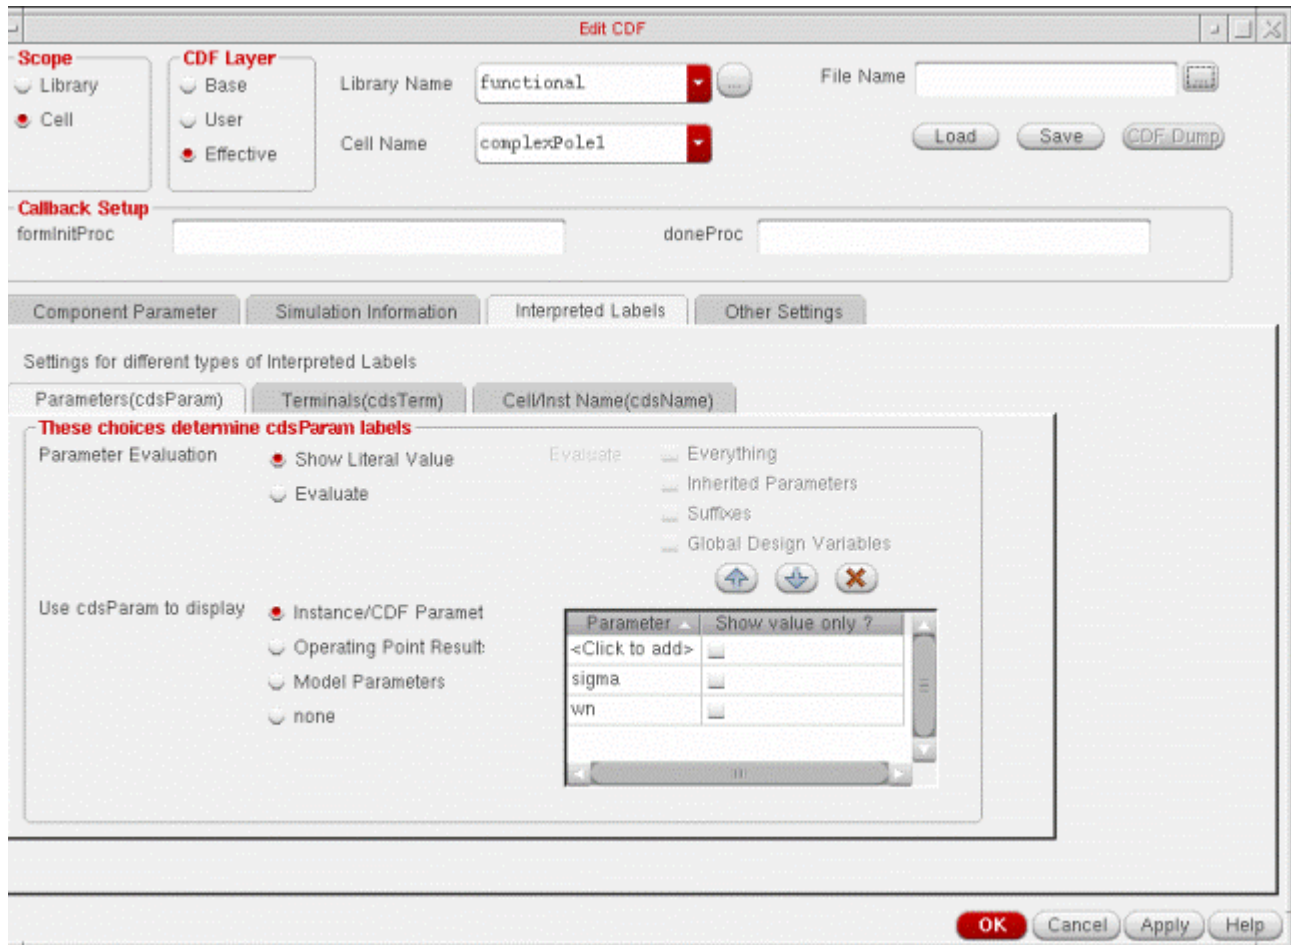 Edit CDF
Scope
Library
Cell
CDF Layer
Base
User
Effective
Library Name
functional
...
Cell Name
complexPole1
File Name
...
Load
Save
CDF Dump
Callback Setup
formInitProc
doneProc
Component Parameter
Simulation Information
Interpreted Labels
Other Settings
Settings for different types of Interpreted Labels
Parameters(cdsParam)
Terminals(cdsTerm)
Cell/Inst Name(cdsName)
These choices determine cdsParam labels
Parameter Evaluation
Show Literal Value
Evaluate
Evaluate
Everything
Inherited Parameters
Suffixes
Global Design Variables
Use cdsParam to display
Instance/CDF Paramet
Operating Point Results
Model Parameters
none
Parameter
Show value only ?
<Click to add>
sigma
wn
OK
Cancel
Apply
Help